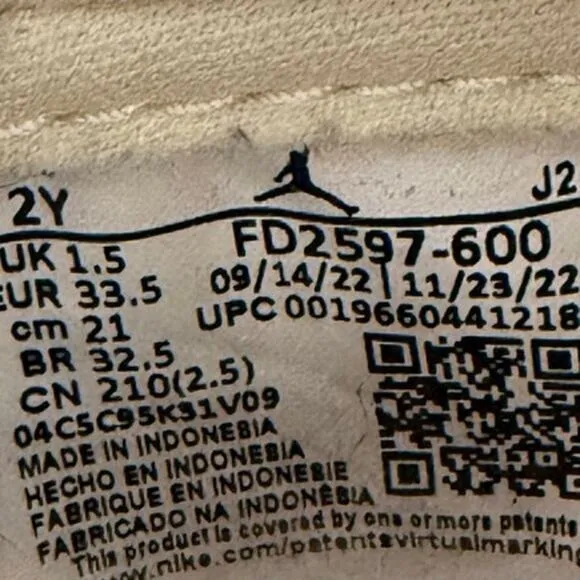 2Y J2
UK 1.5 FD2597-600
EUR 33.5 09/14/22 | 11/23/22
cm 21 UPC 0019660441218
BR 32.5
CN 210(2.5)
04C5C95K31V09
MADE IN INDONESIA
HECHO EN INDONESIA
FABRIQUE EN INDONESIE
FABRICADO NA INDONÉSIA
This product is covered by one or more patents
www.nike.com/patentsvirtualmarking